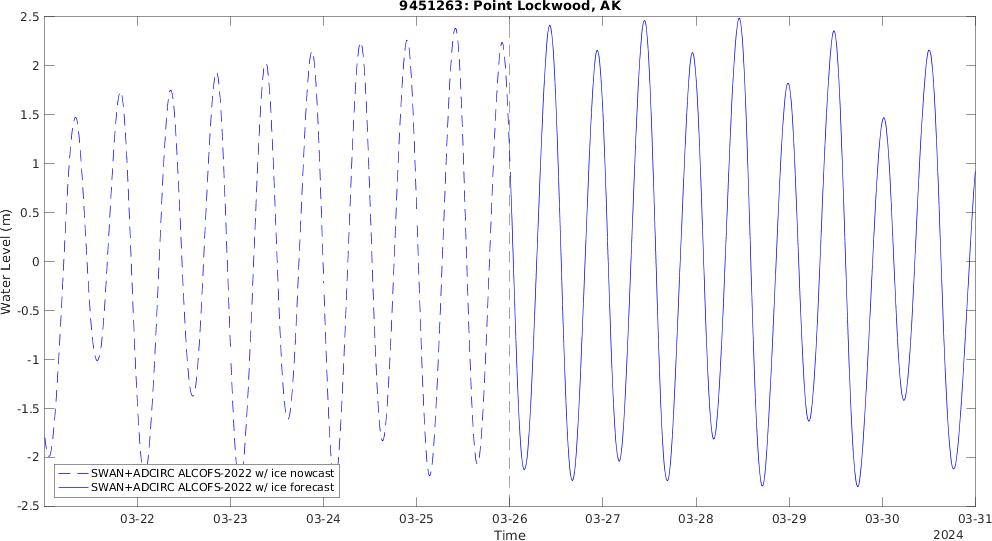 9451263: Point Lockwood, AK
2.5
2
1.5
1
0.5
0
-0.5
-1
-1.5
-2
-2.5
Water Level (m)
SWAN+ADCIRC ALCOFS-2022 w/ ice nowcast
SWAN+ADCIRC ALCOFS-2022 w/ ice forecast
03-22 03-23 03-24 03-25 03-26 03-27 03-28 03-29 03-30 03-31
Time
2024